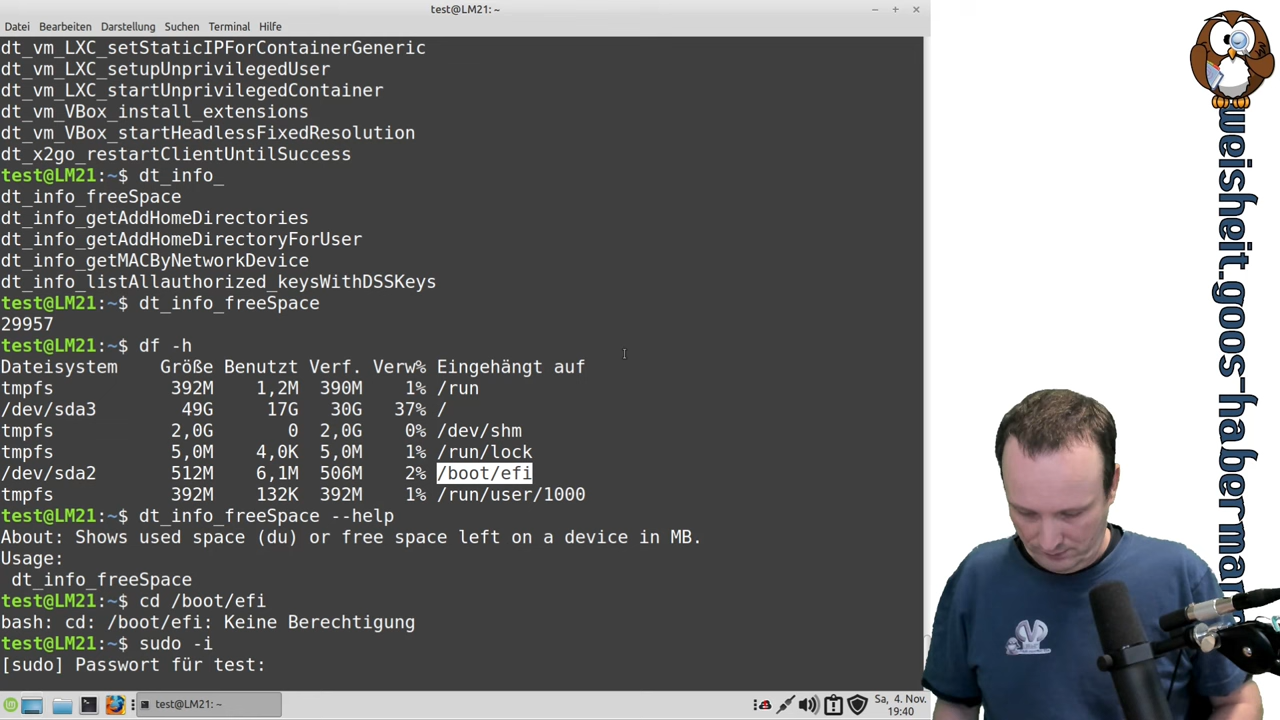 test@LM21: ~
Datei Bearbeiten Darstellung Suchen Terminal Hilfe
dt_vm_LXC_setStaticIPForContainerGeneric
dt_vm_LXC_setupUnprivilegedUser
dt_vm_LXC_startUnprivilegedContainer
dt_vm_VBox_install_extensions
dt_vm_VBox_startHeadlessFixedResolution
dt_x2go_restartClientUntilSuccess
test@LM21:~$ dt_info_
dt_info_freeSpace
dt_info_getAddHomeDirectories
dt_info_getAddHomeDirectoryForUser
dt_info_getMACByNetworkDevice
dt_info_listAllauthorized_keysWithDSSKeys
test@LM21:~$ dt_info_freeSpace
29957
test@LM21:~$ df -h
Dateisystem Größe Benutzt Verf. Verw% Eingehängt auf
tmpfs 392M 1,2M 390M 1% /run
/dev/sda3 49G 17G 30G 37% /
tmpfs 2,0G 0 2,0G 0% /dev/shm
tmpfs 5,0M 4,0K 5,0M 1% /run/lock
/dev/sda2 512M 6,1M 506M 2% /boot/efi
tmpfs 392M 132K 392M 1% /run/user/1000
test@LM21:~$ dt_info_freeSpace --help
About: Shows used space (du) or free space left on a device in MB.
Usage:
dt_info_freeSpace
test@LM21:~$ cd /boot/efi
bash: cd: /boot/efi: Keine Berechtigung
test@LM21:~$ sudo -i
[sudo] Passwort für test:
test@LM21: ~
Sa, 4. Nov.
19:40
weisheit.goos-haberman